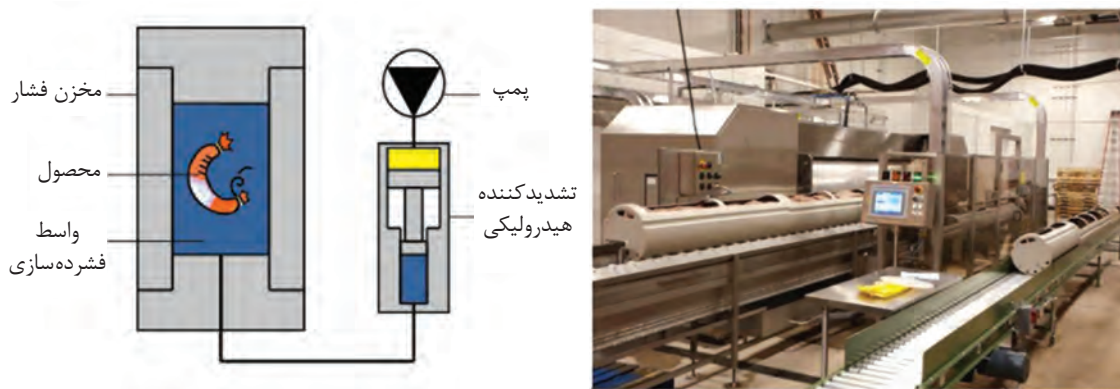 مخزن فشار
محصول
واسط
فشرده‌سازی
پمپ
تشدیدکننده
هیدرولیکی